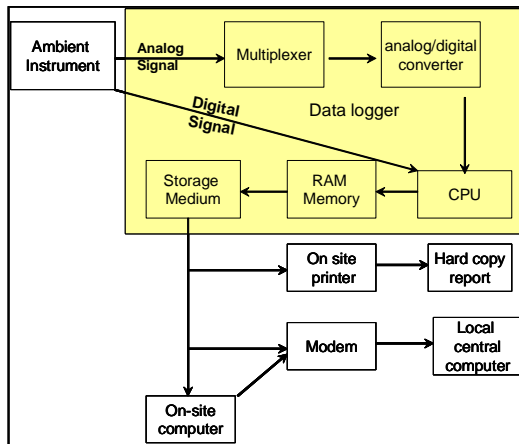 Ambient
Instrument
Analog
Signal
Multiplexer
analog/digital
converter
Digital
Signal
Data logger
Storage
Medium
RAM
Memory
CPU
On site
printer
Hard copy
report
Modem
Local
central
computer
On-site
computer